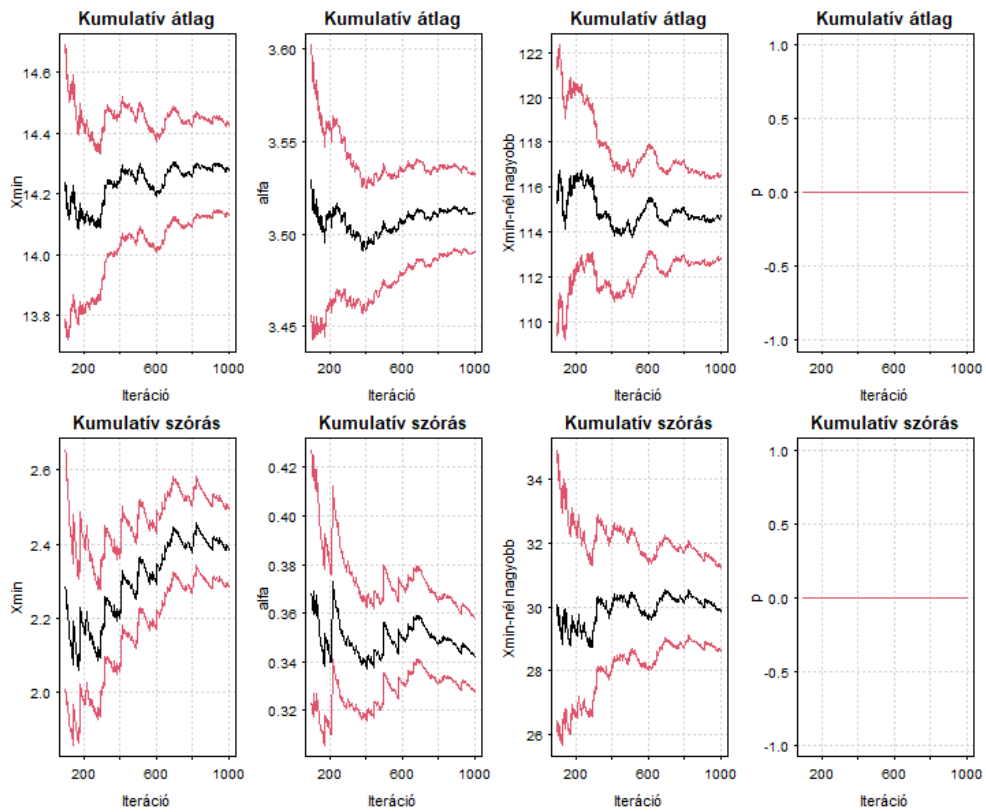 Kumulatív átlag
Xmin
14.6
14.4
14.2
14.0
13.8
200
600
1000
Iteráció
Kumulatív átlag
alfa
3.60
3.55
3.50
3.45
200
600
1000
Iteráció
Kumulatív átlag
Xmin-nél nagyobb
122
120
118
116
114
112
110
200
600
1000
Iteráció
Kumulatív átlag
p
1.0
0.5
0.0
-0.5
-1.0
200
600
1000
Iteráció
Kumulatív szórás
Xmin
2.6
2.4
2.2
2.0
200
600
1000
Iteráció
Kumulatív szórás
alfa
0.42
0.40
0.38
0.36
0.34
0.32
200
600
1000
Iteráció
Kumulatív szórás
Xmin-nél nagyobb
34
32
30
28
26
200
600
1000
Iteráció
Kumulatív szórás
p
1.0
0.5
0.0
-0.5
-1.0
200
600
1000
Iteráció